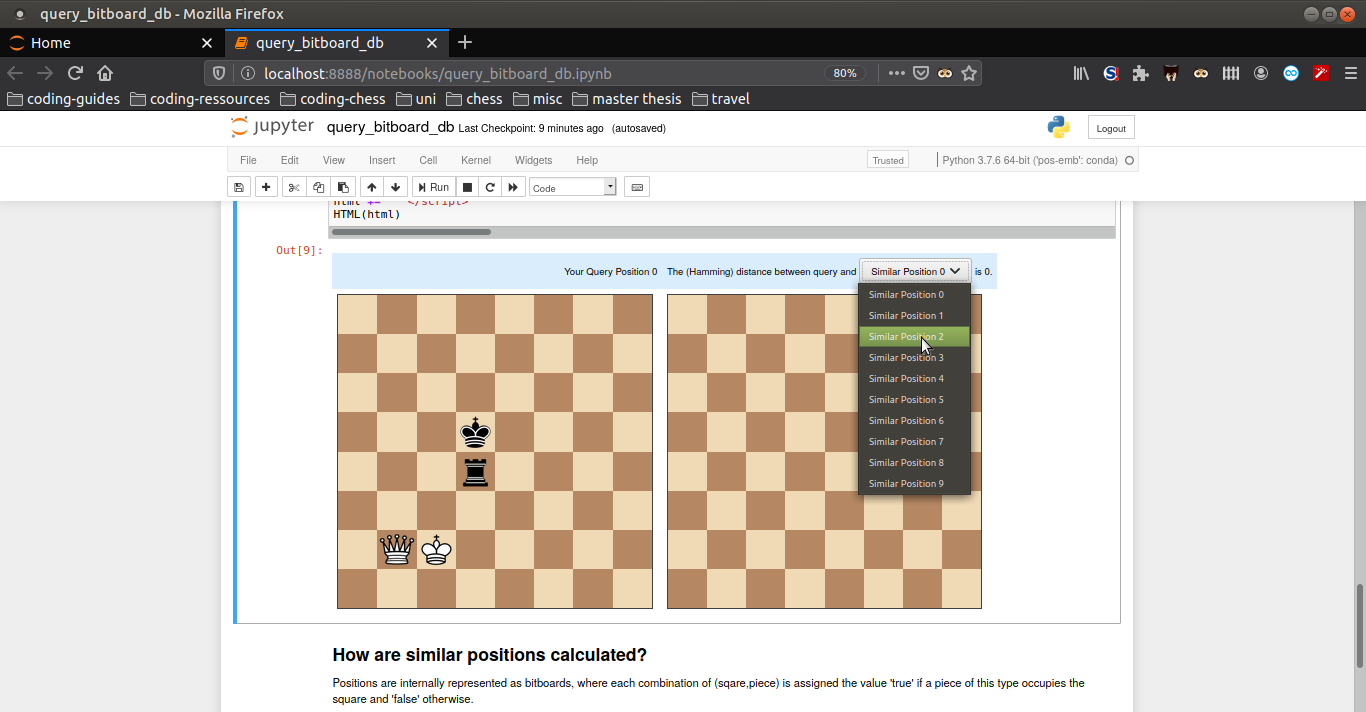 query_bitboard_db - Mozilla Firefox
Home
query_bitboard_db
localhost:8888/notebooks/query_bitboard_db.ipynb
80%
coding-guides coding-ressources coding-chess uni chess misc master thesis travel
jupyter query_bitboard_db Last Checkpoint: 9 minutes ago (autosaved)
Logout
File Edit View Insert Cell Kernel Widgets Help
Trusted
Python 3.7.6 64-bit ('pos-emb': conda)
Run
Code
html += " </script>"
HTML(html)
Out[9]:
Your Query Position 0 The (Hamming) distance between query and Similar Position 0 is 0.
Similar Position 0
Similar Position 1
Similar Position 2
Similar Position 3
Similar Position 4
Similar Position 5
Similar Position 6
Similar Position 7
Similar Position 8
Similar Position 9
How are similar positions calculated?
Positions are internally represented as bitboards, where each combination of (sqare,piece) is assigned the value 'true' if a piece of this type occupies the
square and 'false' otherwise.